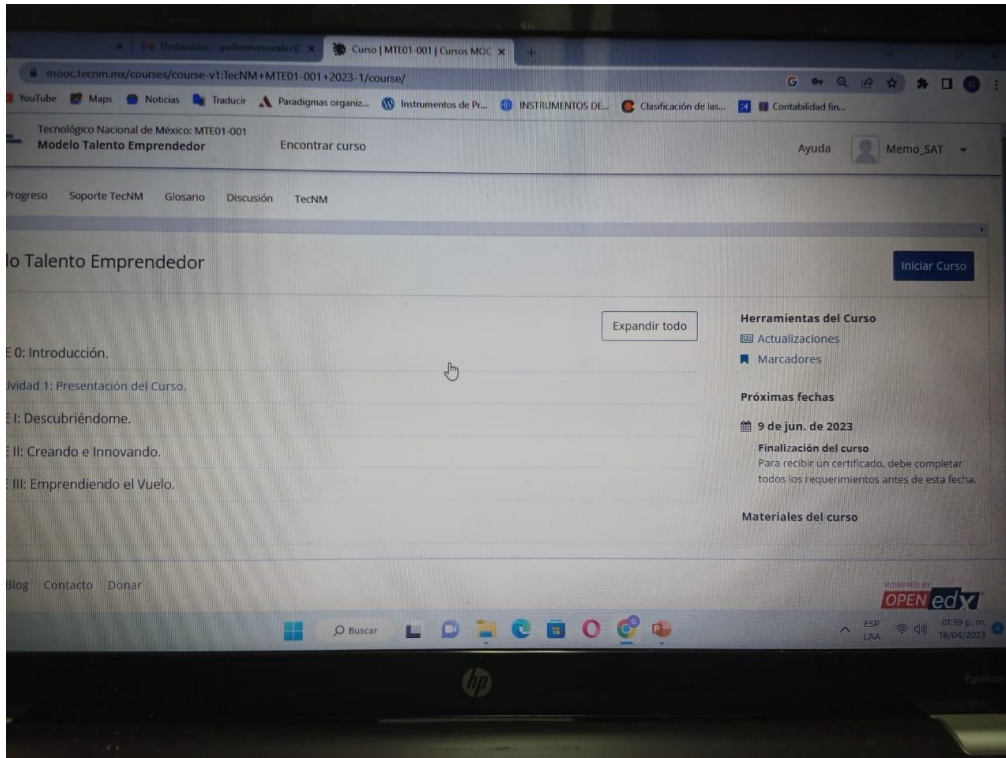 Curso | MTE01-001 | Cursos MOC
mooc.tecnm.mx/courses/course-v1:TecNM+MTE01-001+2023-1/course/
YouTube Maps Noticias Traducir Paradigmas organiz... Instrumentos de Pr... INSTRUMENTOS DE... Clasificación de las... Contabilidad fin...
Tecnológico Nacional de México: MTE01-001
Modelo Talento Emprendedor Encontrar curso Ayuda Memo_SAT
Progreso Soporte TecNM Glosario Discusión TecNM
lo Talento Emprendedor Iniciar Curso
Expandir todo
E 0: Introducción.
ividad 1: Presentación del Curso.
E I: Descubriéndome.
E II: Creando e Innovando.
E III: Emprendiendo el Vuelo.
Herramientas del Curso
Actualizaciones
Marcadores
Próximas fechas
9 de jun. de 2023
Finalización del curso
Para recibir un certificado, debe completar
todos los requerimientos antes de esta fecha.
Materiales del curso
Blog Contacto Donar
POWERED BY
OPEN edX
Buscar
ESP
LAA
01:39 p. m.
18/04/2023
hp
Pavilion